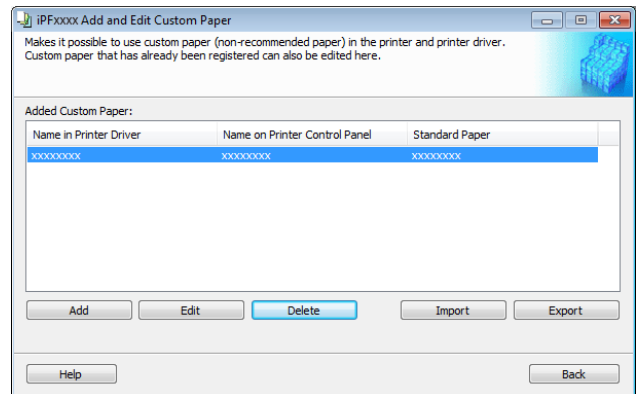 iPFxxxx Add and Edit Custom Paper
Makes it possible to use custom paper (non-recommended paper) in the printer and printer driver.
Custom paper that has already been registered can also be edited here.
Added Custom Paper:
Name in Printer Driver Name on Printer Control Panel Standard Paper
xxxxxxxx xxxxxxxx xxxxxxxx
Add Edit Delete Import Export
Help Back